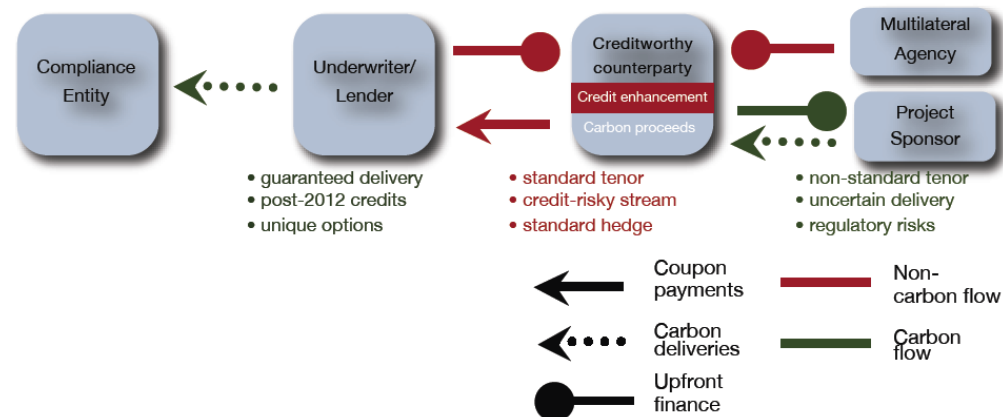 Compliance
Entity
Underwriter/
Lender
Creditworthy
counterparty
Credit enhancement
Carbon proceeds
Multilateral
Agency
Project
Sponsor
• guaranteed delivery
• post-2012 credits
• unique options
• standard tenor
• credit-risky stream
• standard hedge
• non-standard tenor
• uncertain delivery
• regulatory risks
Coupon
payments
Non-
carbon flow
Carbon
deliveries
Carbon
flow
Upfront
finance